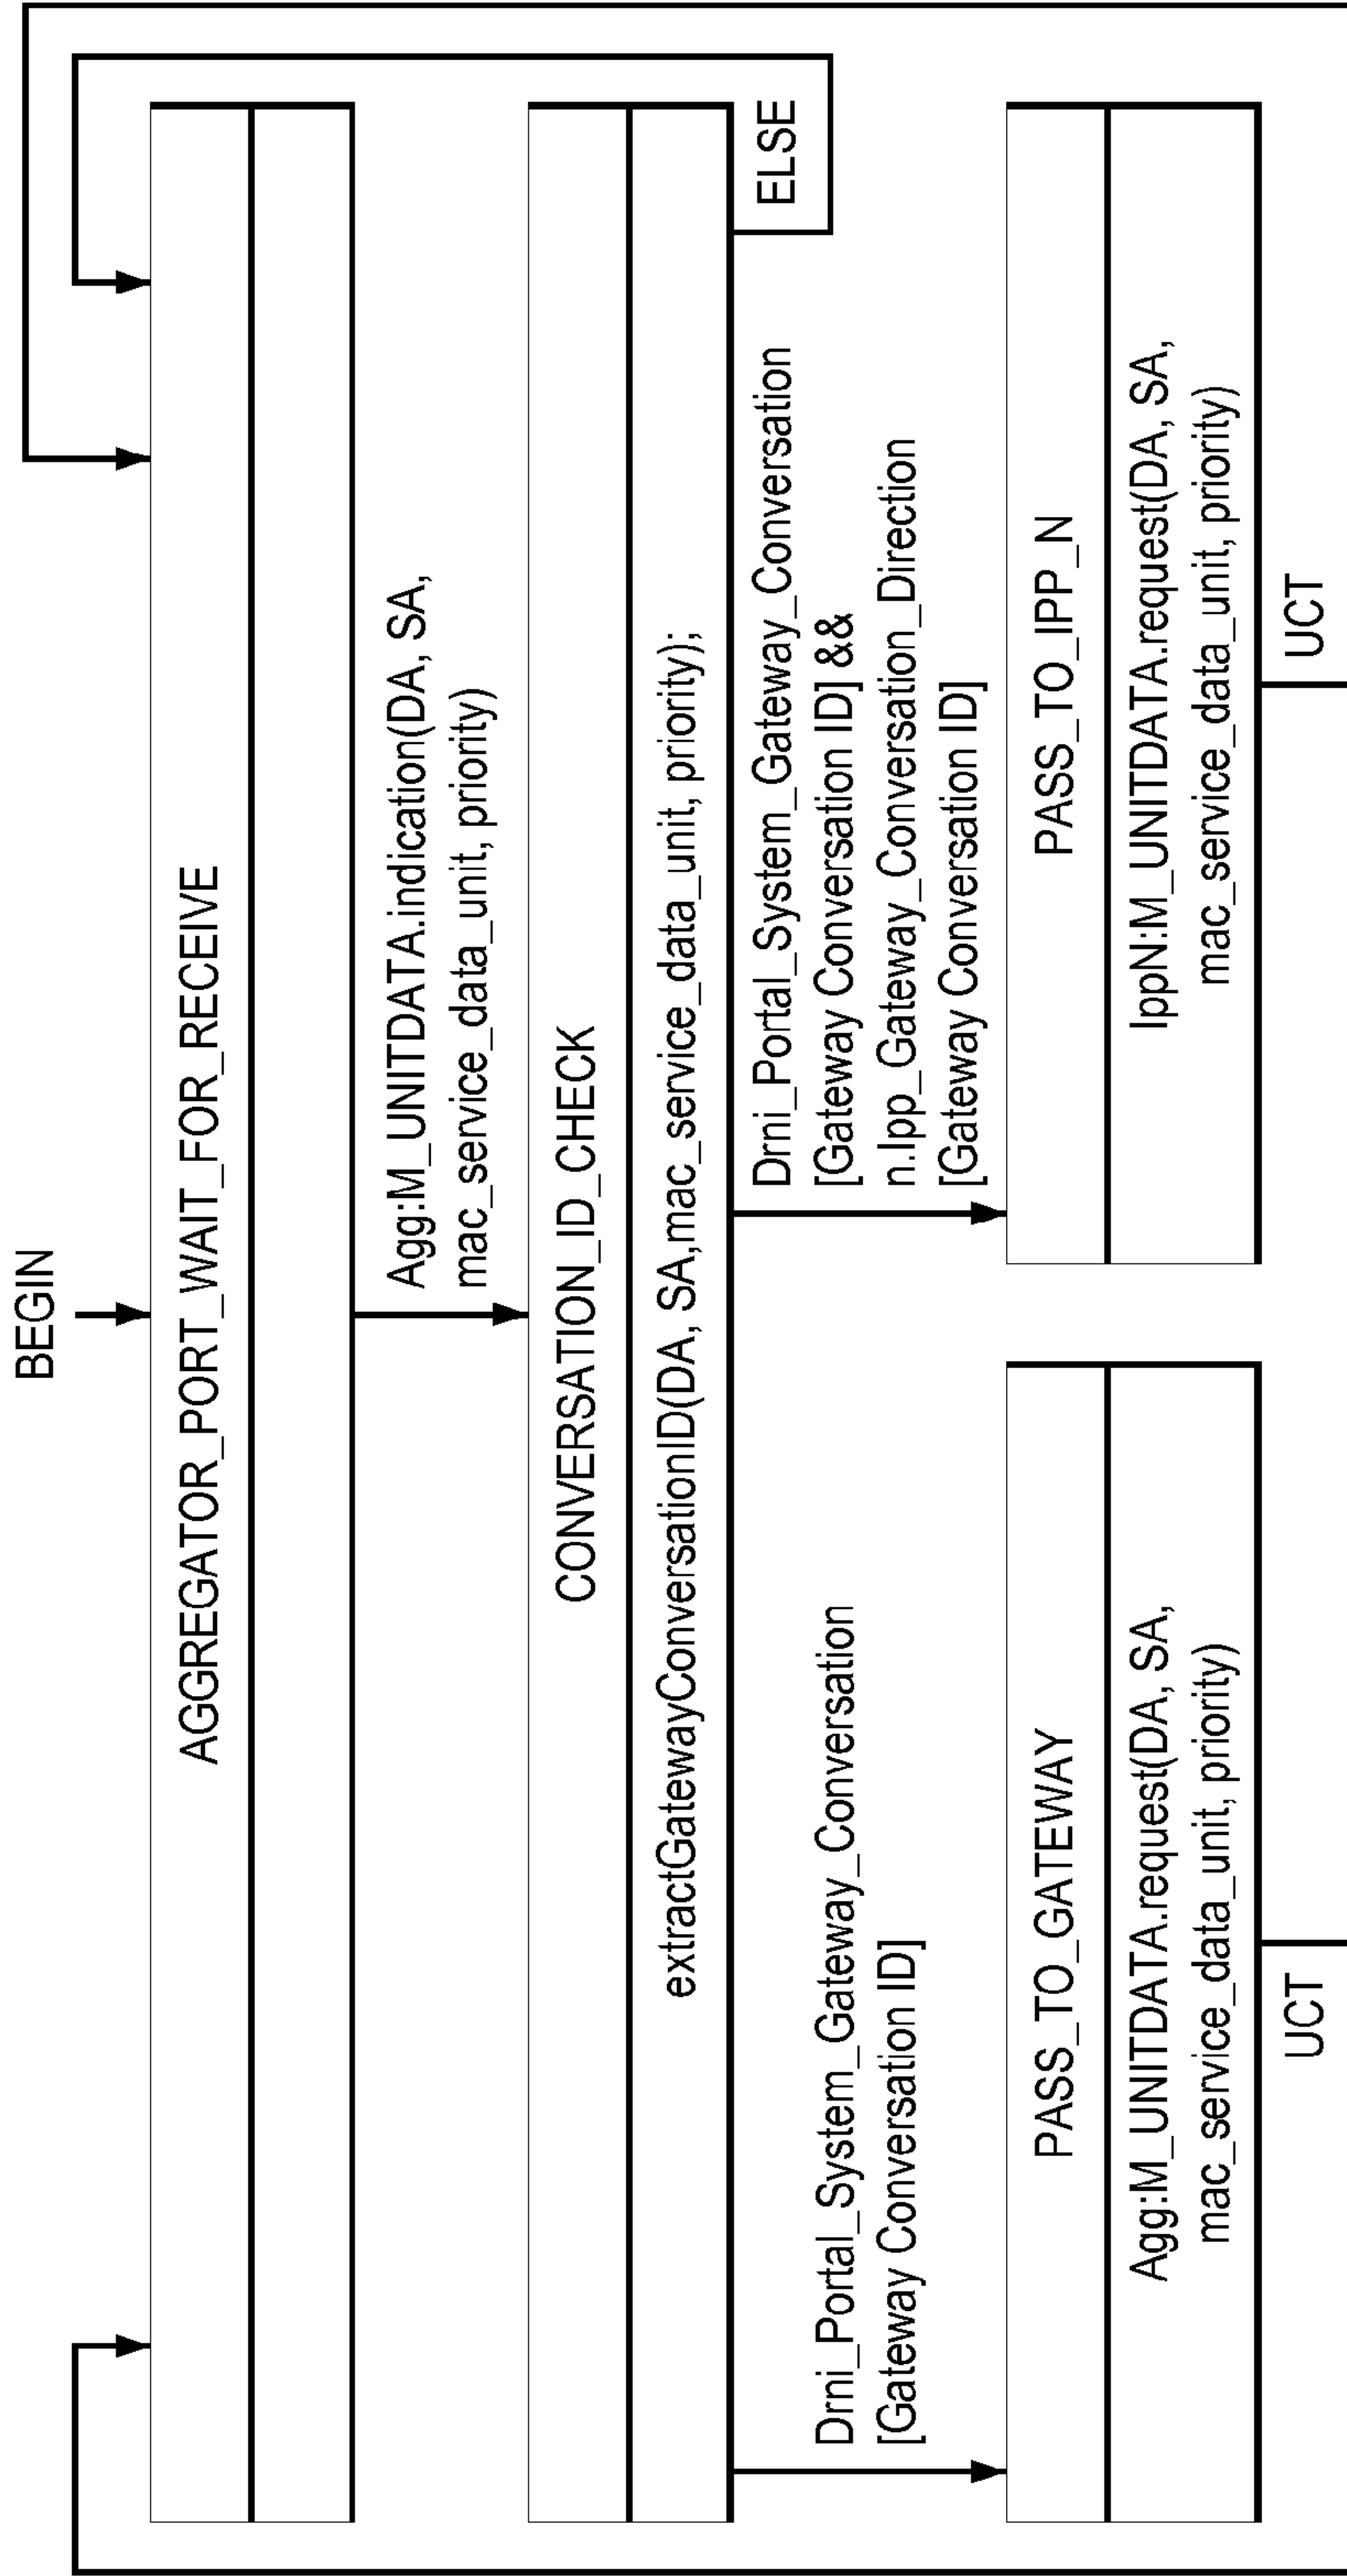 BEGIN
AGGREGATOR_PORT_WAIT_FOR_RECEIVE
Agg:M_UNITDATA.indication(DA, SA,
mac_service_data_unit, priority)
CONVERSATION_ID_CHECK
extractGatewayConversationID(DA, SA,mac_service_data_unit, priority);
Drni_Portal_System_Gateway_Conversation
[Gateway Conversation ID]
Drni_Portal_System_Gateway_Conversation
[Gateway Conversation ID] &&
n.Ipp_Gateway_Conversation_Direction
[Gateway Conversation ID]
ELSE
PASS_TO_GATEWAY
Agg:M_UNITDATA.request(DA, SA,
mac_service_data_unit, priority)
UCT
PASS_TO_IPP_N
IppN:M_UNITDATA.request(DA, SA,
mac_service_data_unit, priority)
UCT